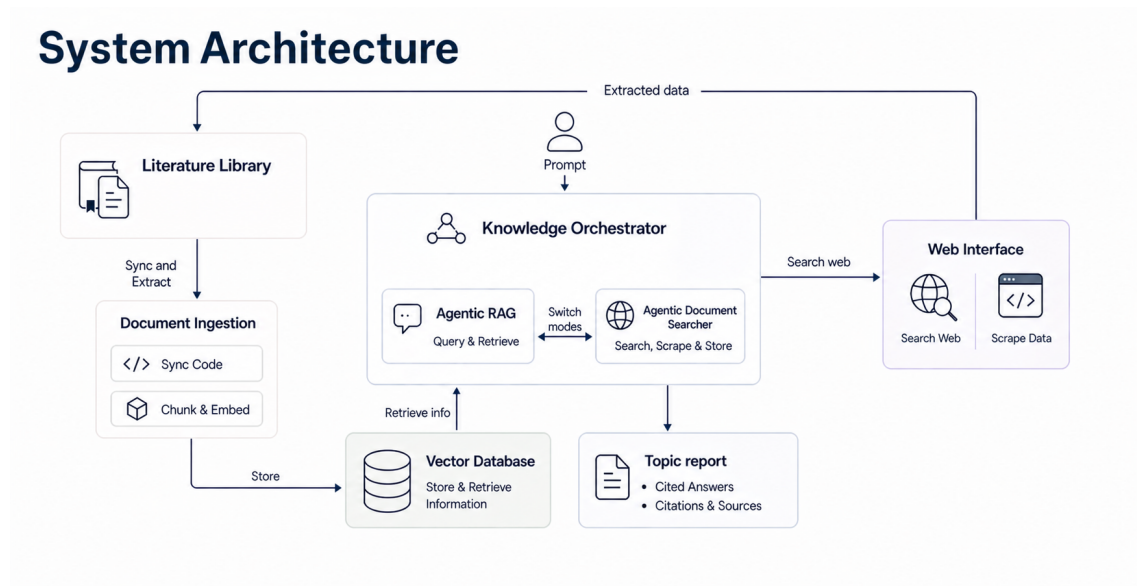 System Architecture
Extracted data
Literature Library
Prompt
Knowledge Orchestrator
Search web
Web Interface
Search Web
Scrape Data
Sync and
Extract
Document Ingestion
</> Sync Code
Chunk & Embed
Agentic RAG
Query & Retrieve
Switch
modes
Agentic Document
Searcher
Search, Scrape & Store
Retrieve info
Store
Vector Database
Store & Retrieve
Information
Topic report
• Cited Answers
• Citations & Sources